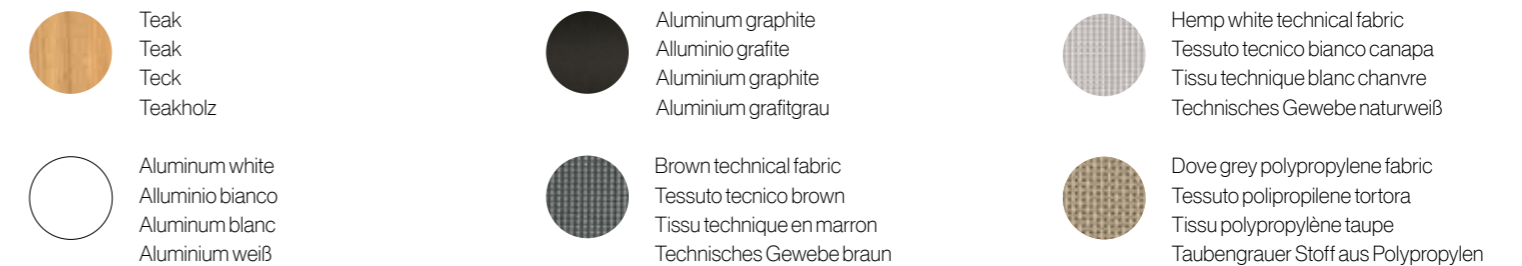 Teak
Teak
Teck
Teakholz
Aluminum graphite
Alluminio grafite
Aluminium graphite
Aluminium grafitgrau
Hemp white technical fabric
Tessuto tecnico bianco canapa
Tissu technique blanc chanvre
Technisches Gewebe naturweiß
Aluminum white
Alluminio bianco
Aluminum blanc
Aluminium weiß
Brown technical fabric
Tessuto tecnico brown
Tissu technique en marron
Technisches Gewebe braun
Dove grey polypropylene fabric
Tessuto polipropilene tortora
Tissu polypropylène taupe
Taubengrauer Stoff aus Polypropylen